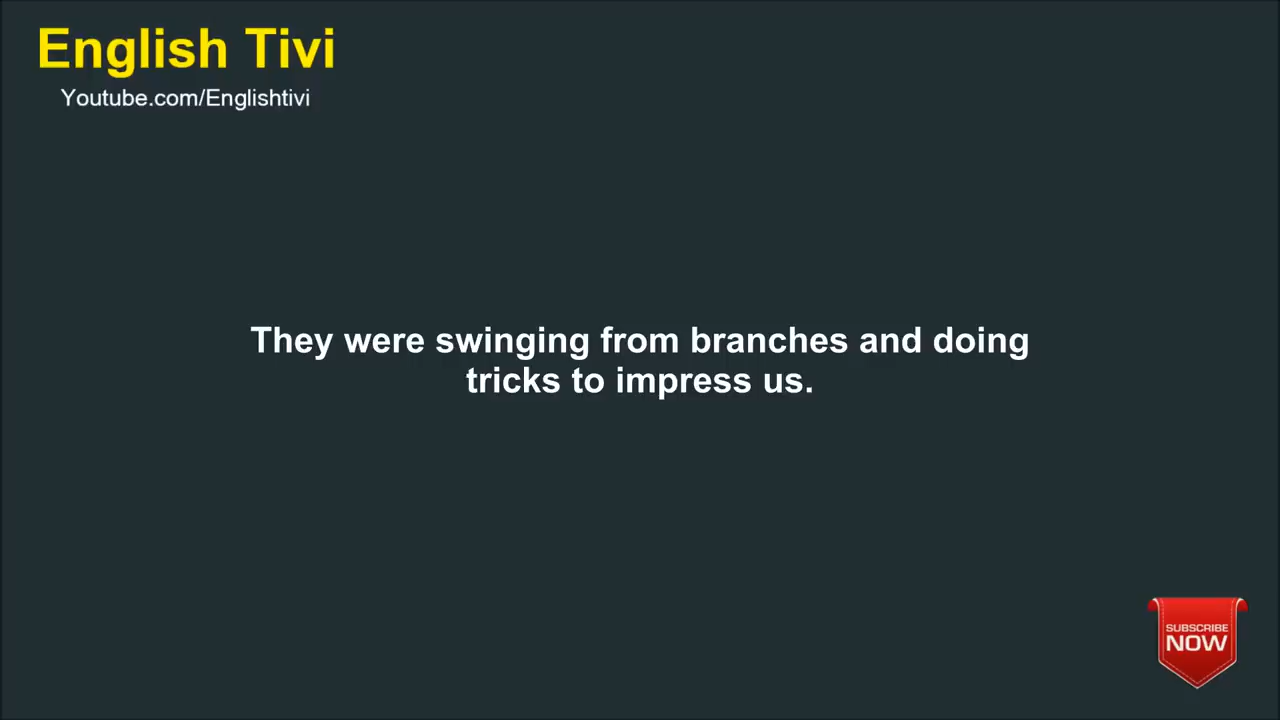 English Tivi
Youtube.com/Englishtivi
They were swinging from branches and doing
tricks to impress us.
SUBSCRIBE
NOW